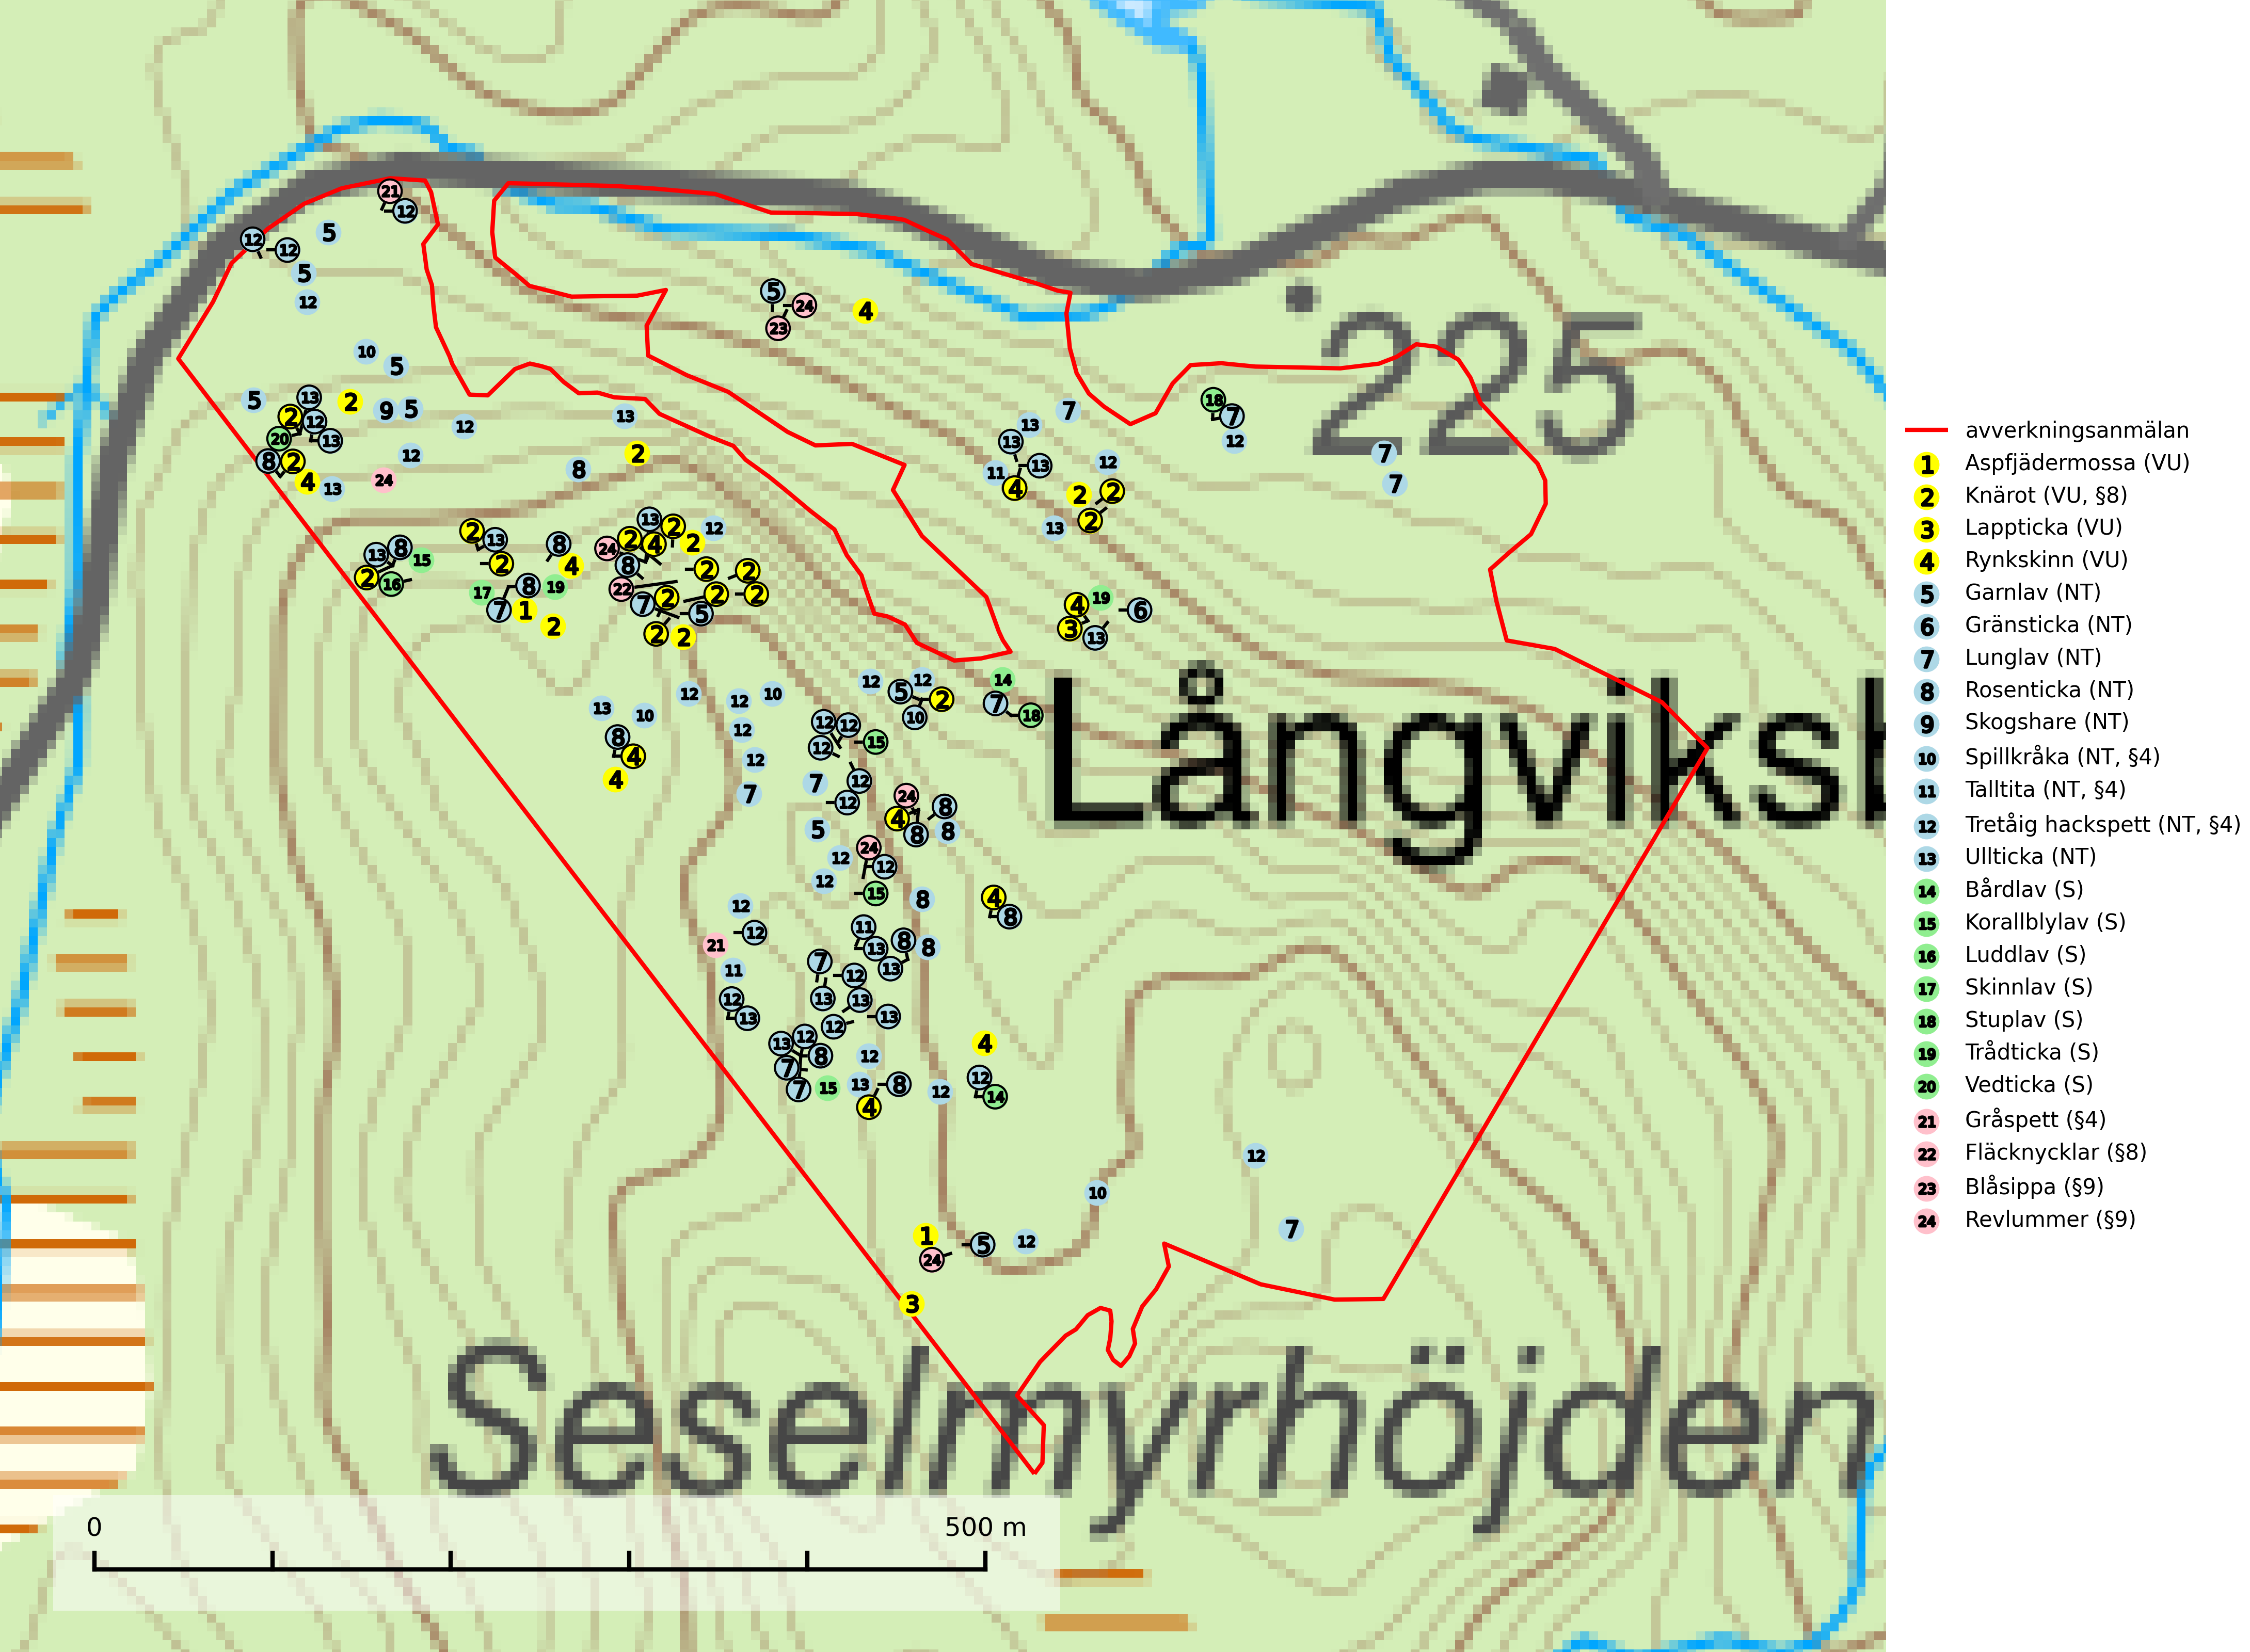 225
Långviksb
Seselmyrhöjden
0 500 m
avverkningsanmälan
1 Aspfjädermossa (VU)
2 Knärot (VU, §8)
3 Lappticka (VU)
4 Rynkskinn (VU)
5 Garnlav (NT)
6 Gränsticka (NT)
7 Lunglav (NT)
8 Rosenticka (NT)
9 Skogshare (NT)
10 Spillkråka (NT, §4)
11 Talltita (NT, §4)
12 Tretåig hackspett (NT, §4)
13 Ullticka (NT)
14 Bårdlav (S)
15 Korallblylav (S)
16 Luddlav (S)
17 Skinnlav (S)
18 Stuplav (S)
19 Trådticka (S)
20 Vedticka (S)
21 Gråspett (§4)
22 Fläcknycklar (§8)
23 Blåsippa (§9)
24 Revlummer (§9)